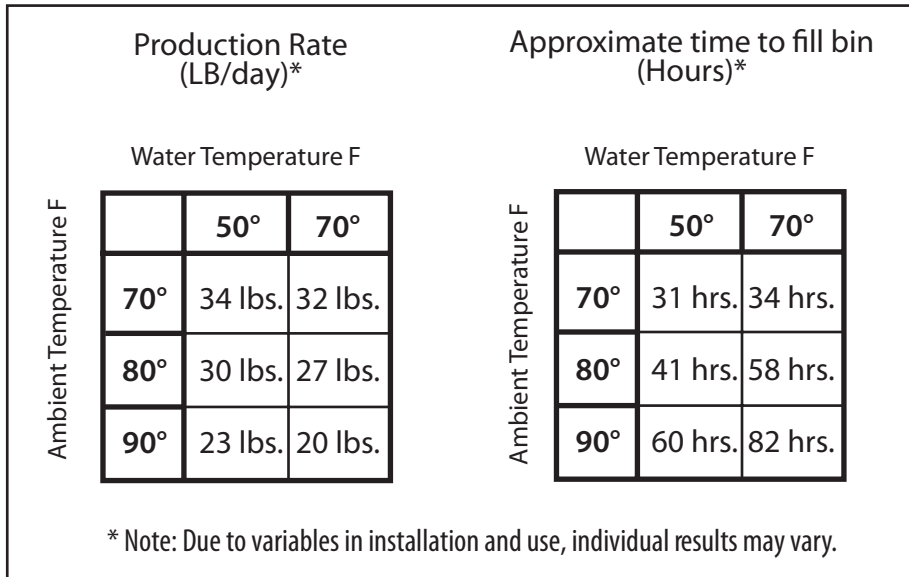 Production Rate
(LB/day)*
Water Temperature F
Ambient Temperature F
50° 70°
70° 34 lbs. 32 lbs.
80° 30 lbs. 27 lbs.
90° 23 lbs. 20 lbs.
Approximate time to fill bin
(Hours)*
Water Temperature F
Ambient Temperature F
50° 70°
70° 31 hrs. 34 hrs.
80° 41 hrs. 58 hrs.
90° 60 hrs. 82 hrs.
* Note: Due to variables in installation and use, individual results may vary.